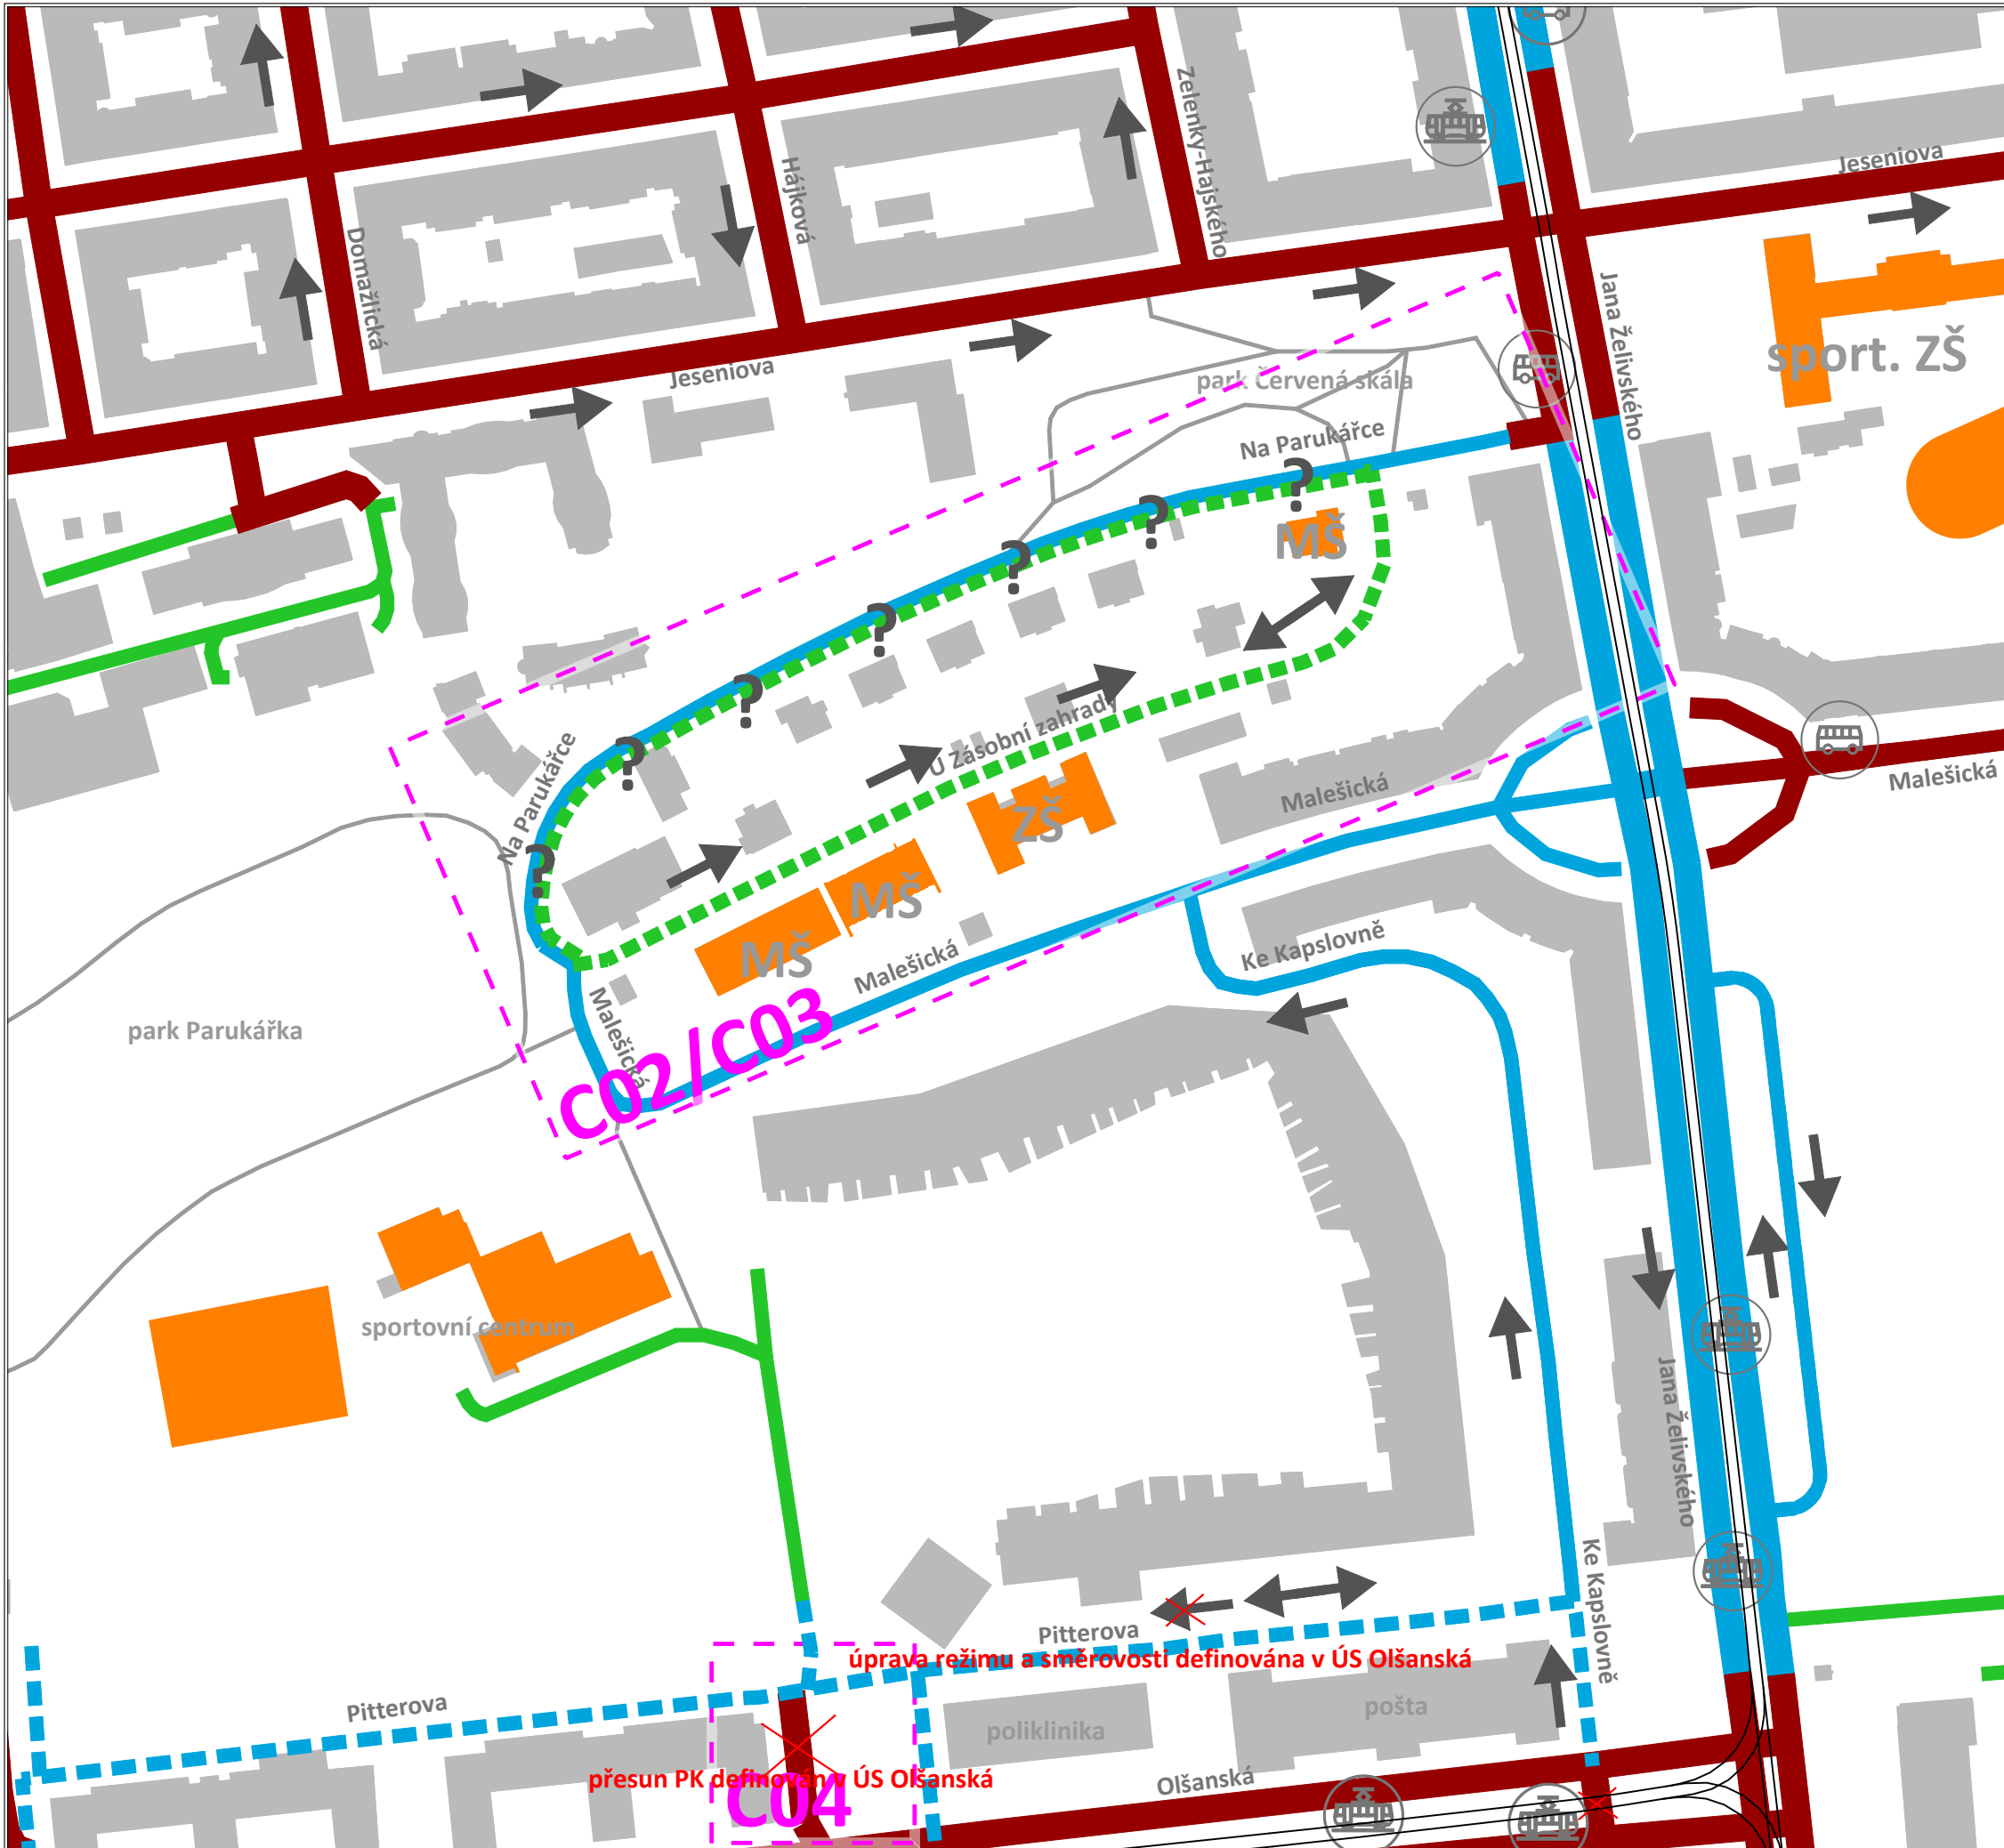 Zelenky-Hajského
Jeseniova
Hájková
Domažlická
Jana Želivského
sport. ZŠ
Jeseniova
park Červená skála
Na Parukářce
?
?
MŠ
?
?
?
U Zásobní zahrady
?
Na Parukářce
Malešická
Malešická
ZŠ
?
MŠ
MŠ
Ke Kapslovně
Malešická
Malešická
park Parukářka
C02/C03
sportovní centrum
Jana Želivského
Ke Kapslovně
Pitterova
úprava režimu a směrovosti definována v ÚS Olšanská
Pitterova
pošta
poliklinika
přesun PK definován v ÚS Olšanská
Olšanská
C04